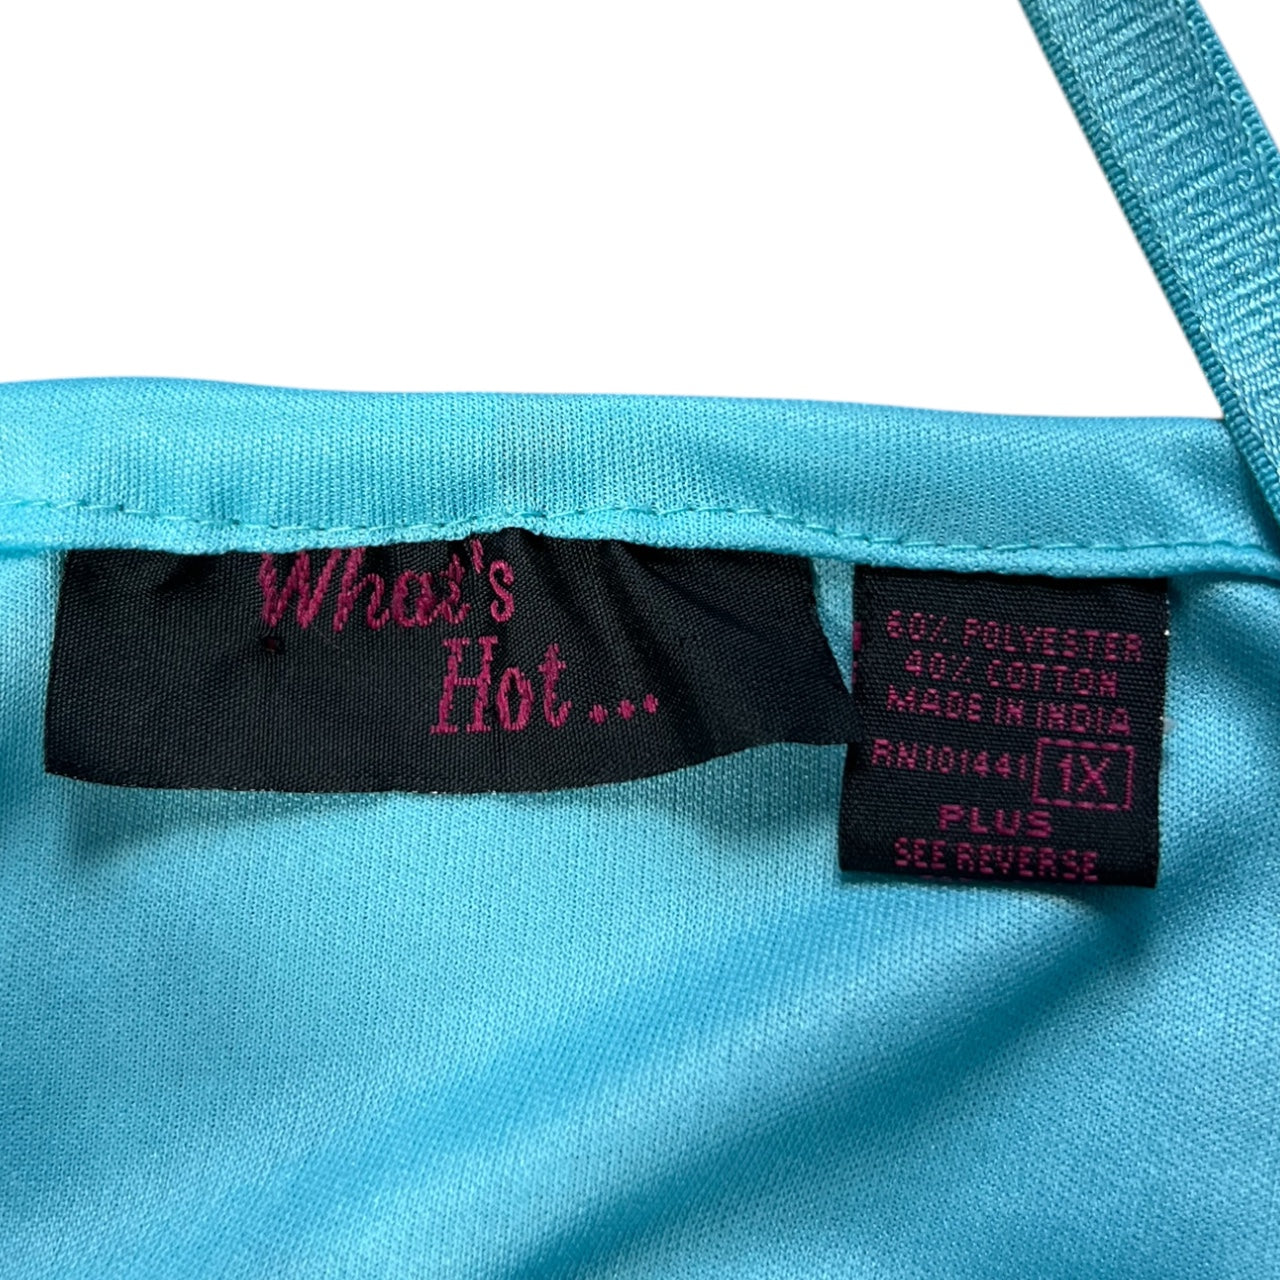 What's
Hot...
60% POLYESTER
40% COTTON
MADE IN INDIA
RN101441 1X
PLUS
SEE REVERSE